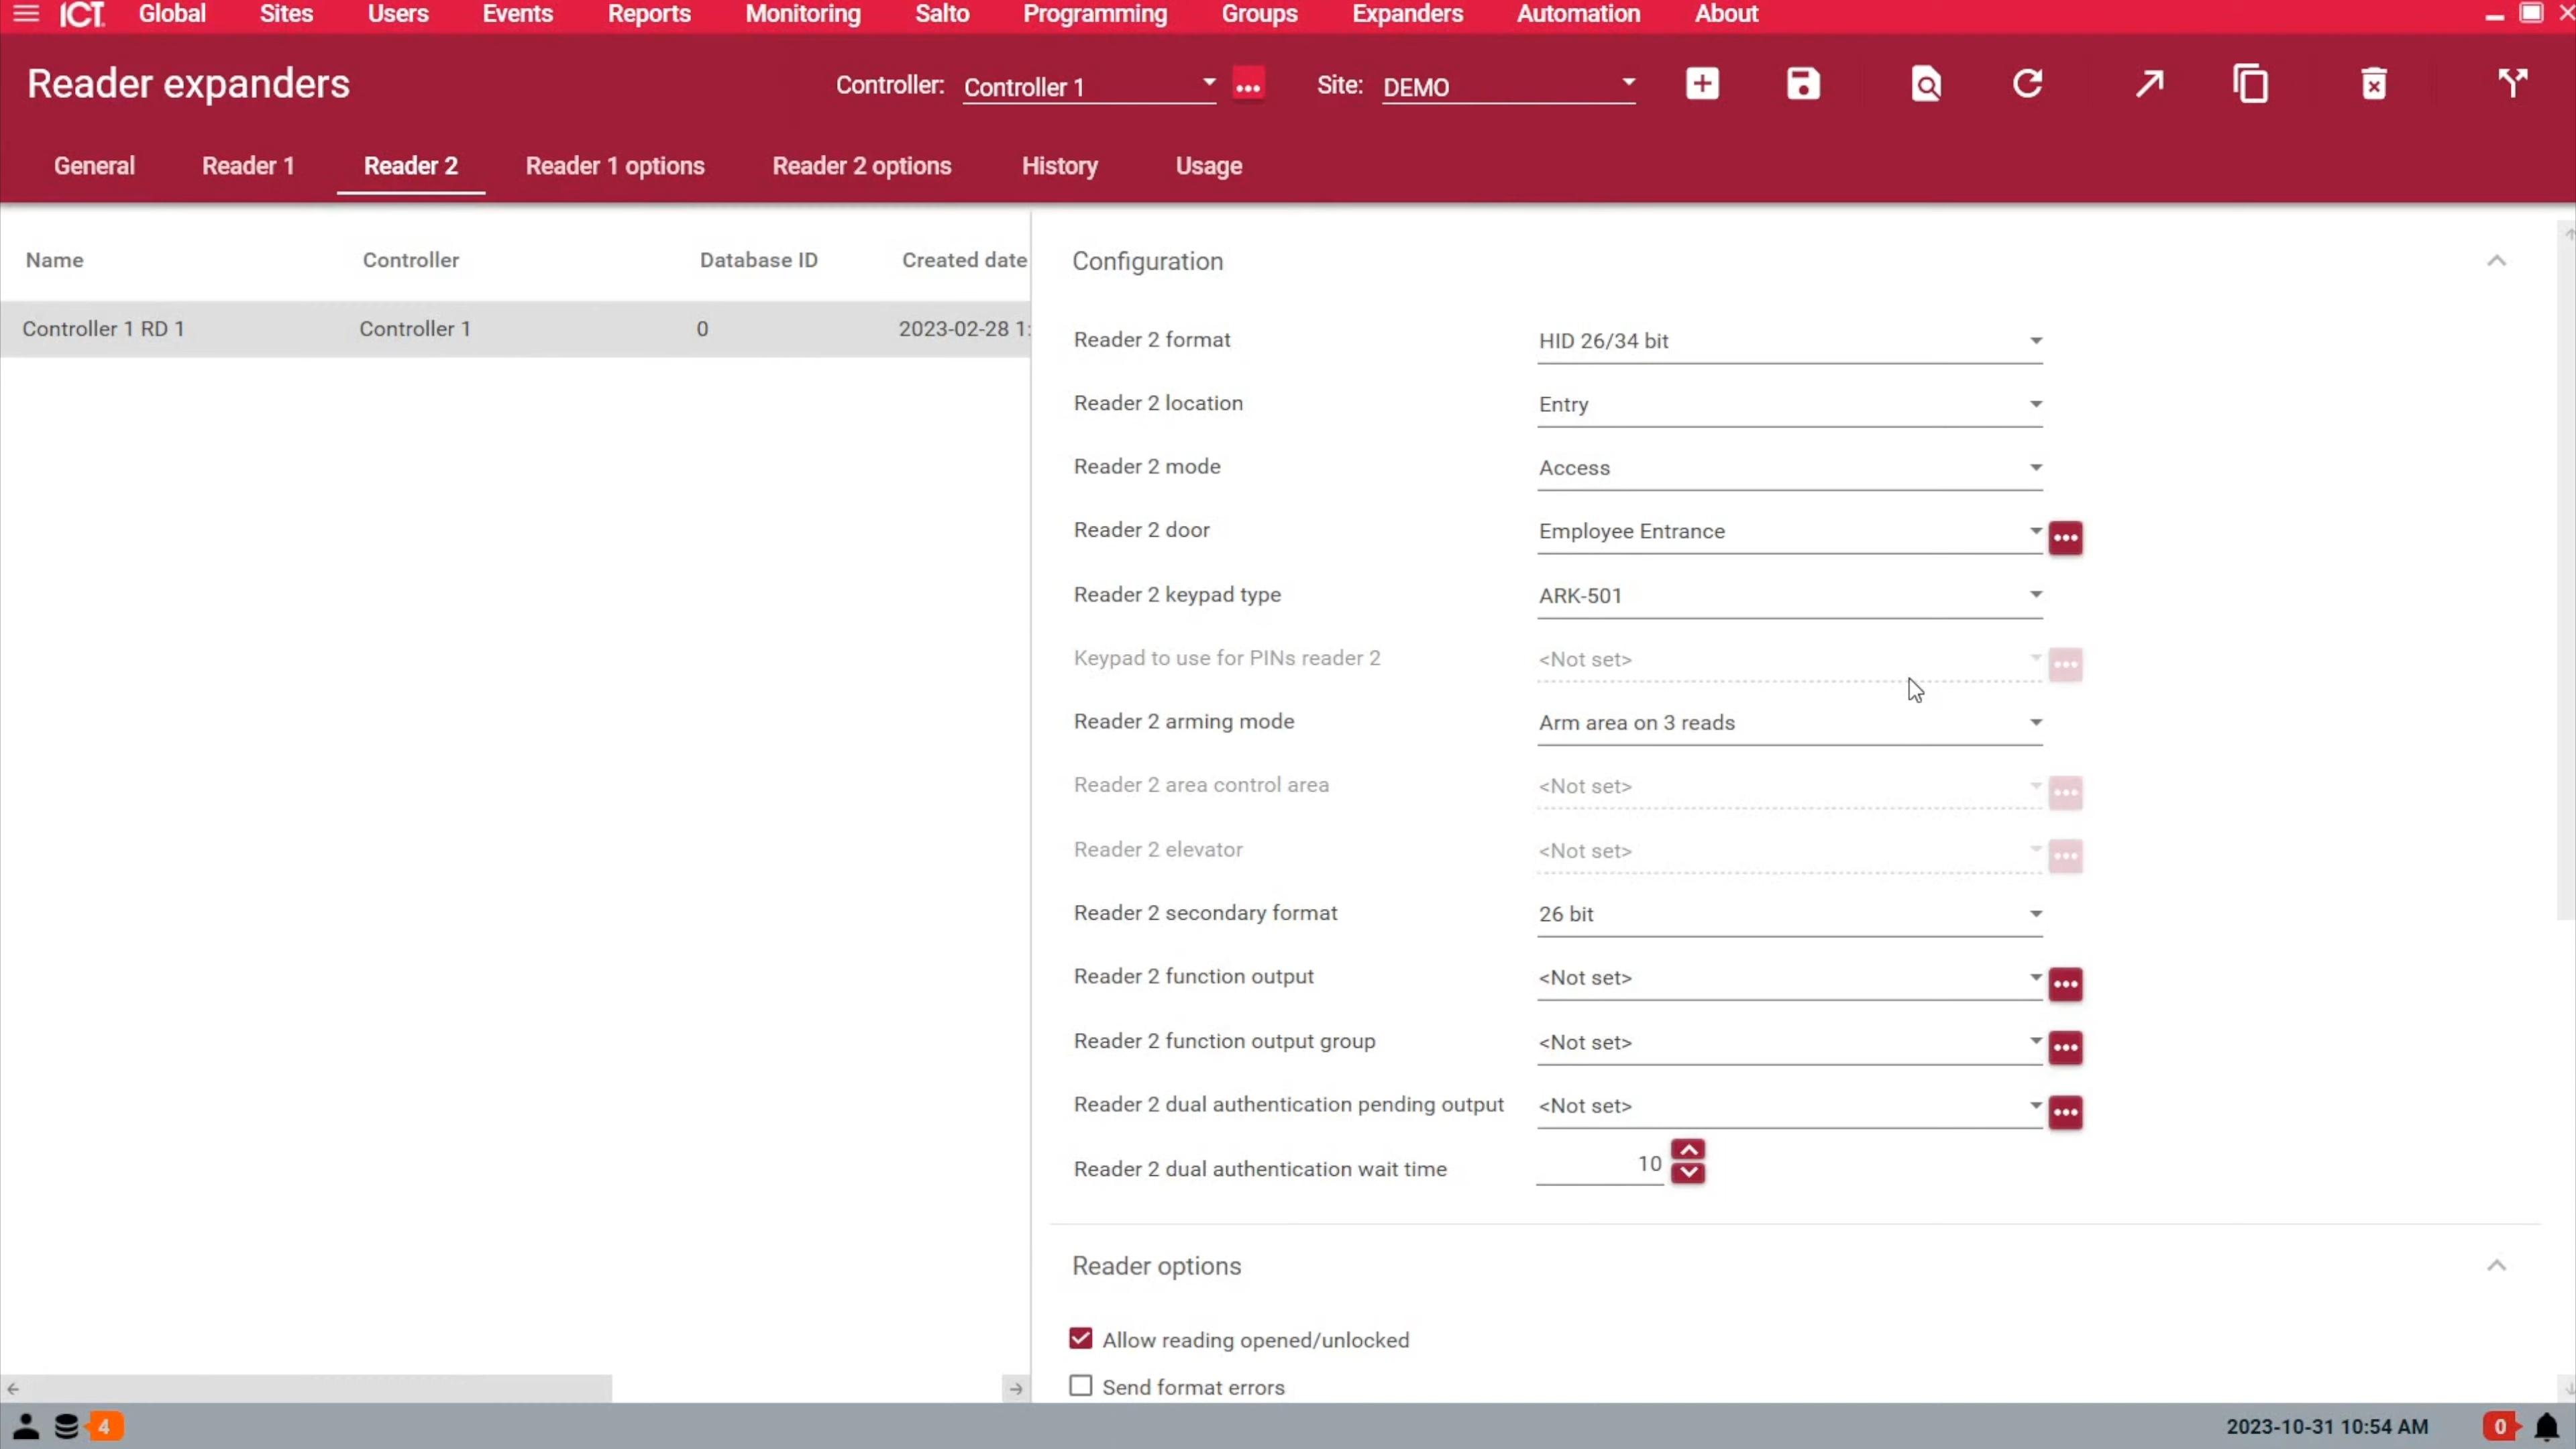 ICT Global Sites Users Events Reports Monitoring Salto Programming Groups Expanders Automation About
Reader expanders Controller: Controller 1 Site: DEMO
General Reader 1 Reader 2 Reader 1 options Reader 2 options History Usage
Name Controller Database ID Created date
Controller 1 RD 1 Controller 1 0 2023-02-28 1:
Configuration
Reader 2 format HID 26/34 bit
Reader 2 location Entry
Reader 2 mode Access
Reader 2 door Employee Entrance
Reader 2 keypad type ARK-501
Keypad to use for PINs reader 2 <Not set>
Reader 2 arming mode Arm area on 3 reads
Reader 2 area control area <Not set>
Reader 2 elevator <Not set>
Reader 2 secondary format 26 bit
Reader 2 function output <Not set>
Reader 2 function output group <Not set>
Reader 2 dual authentication pending output <Not set>
Reader 2 dual authentication wait time 10
Reader options
Allow reading opened/unlocked
Send format errors
4 2023-10-31 10:54 AM 0